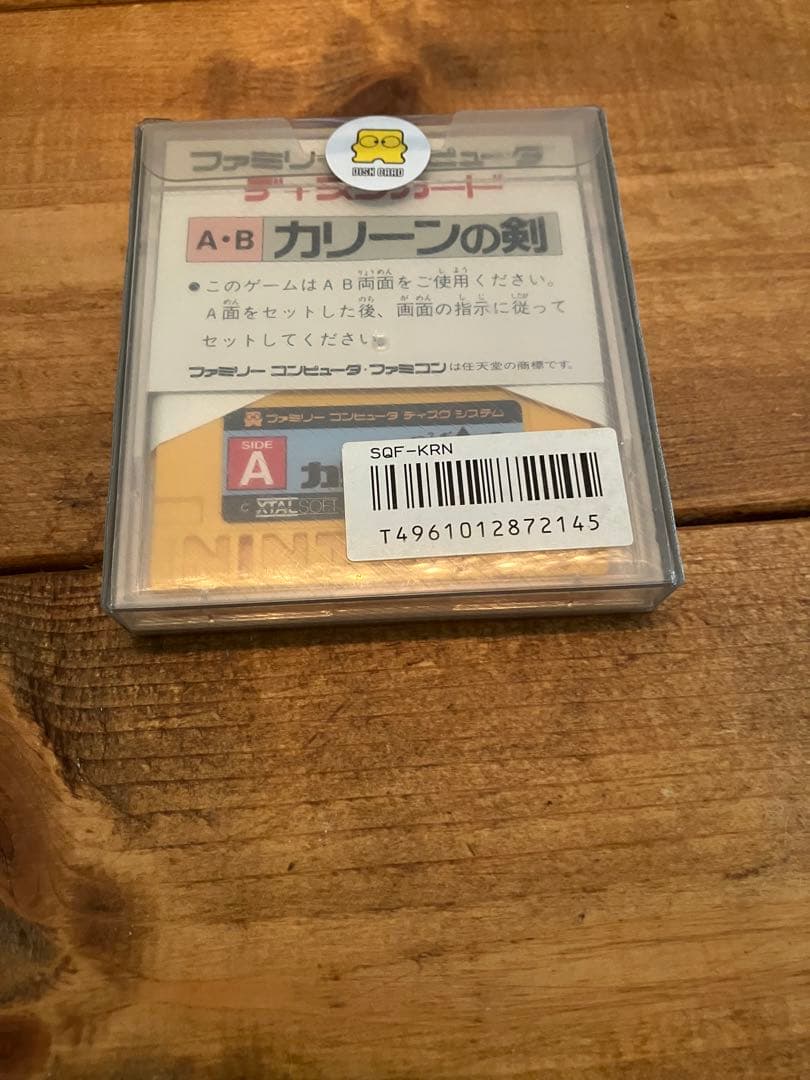 ファミリー コンピュータ
DISK CARD
ディスクカード
A・B カリーンの剣
●このゲームはAB両面をご使用ください。
A面をセットした後、画面の指示に従って
セットしてください
ファミリー コンピュータ・ファミコンは任天堂の商標です。
ファミリー コンピュータ ディスク システム
SIDE
A
カ
C XTALSOFT
NIN
SQF-KRN
T4961012872145